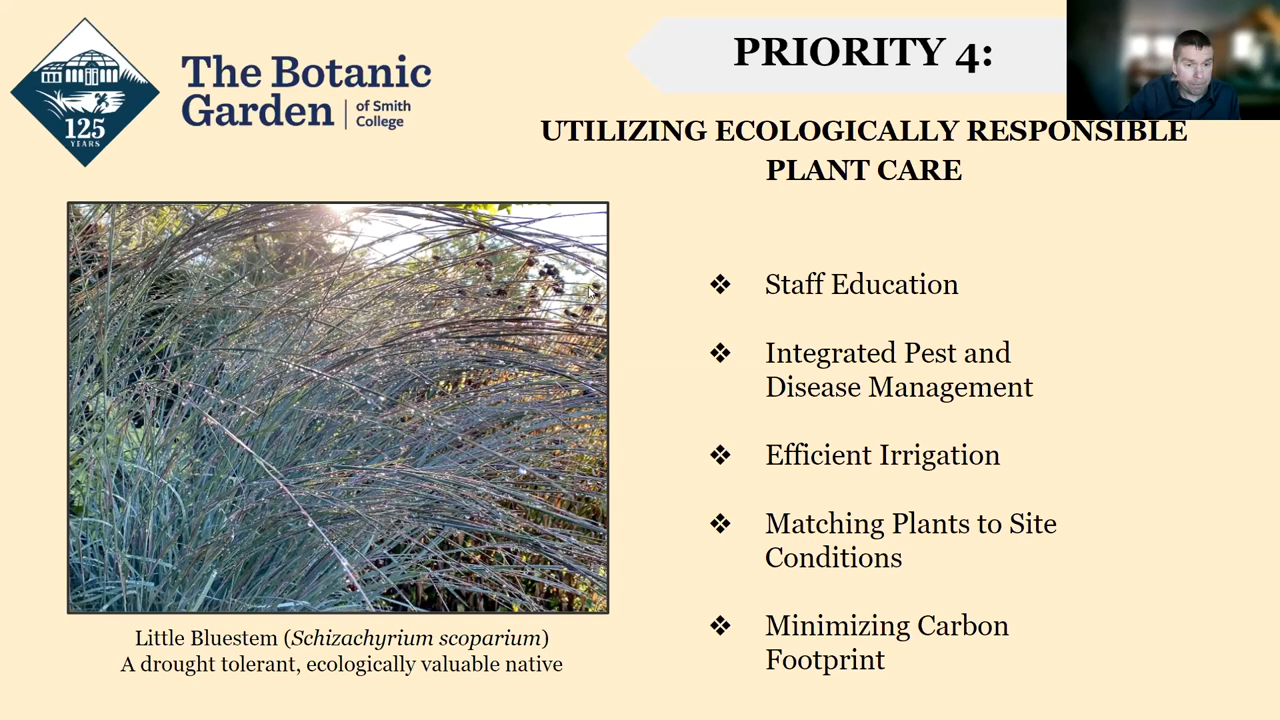 The Botanic
Garden
of Smith
College
125
YEARS
PRIORITY 4:
UTILIZING ECOLOGICALLY RESPONSIBLE
PLANT CARE
❖ Staff Education
❖ Integrated Pest and
Disease Management
❖ Efficient Irrigation
❖ Matching Plants to Site
Conditions
❖ Minimizing Carbon
Footprint
Little Bluestem (Schizachyrium scoparium)
A drought tolerant, ecologically valuable native